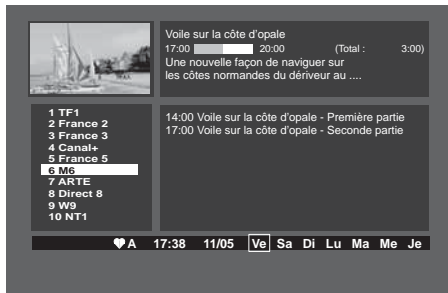 Voile sur la côte d'opale
17:00 20:00 (Total : 3:00)
Une nouvelle façon de naviguer sur
les côtes normandes du dériveur au ....
1 TF1
2 France 2
3 France 3
4 Canal+
5 France 5
6 M6
7 ARTE
8 Direct 8
9 W9
10 NT1
14:00 Voile sur la côte d'opale - Première partie
17:00 Voile sur la côte d'opale - Seconde partie
A 17:38 11/05 Ve Sa Di Lu Ma Me Je